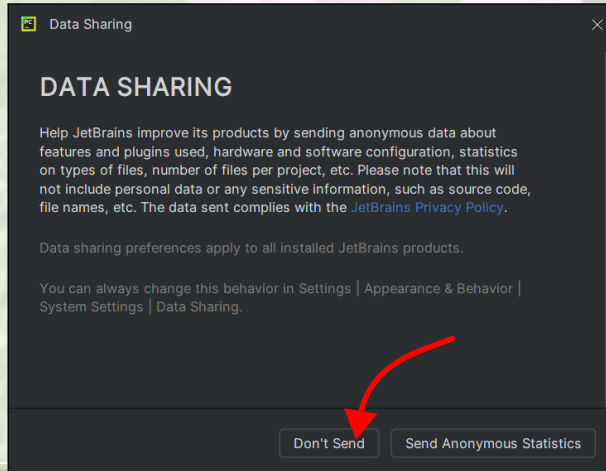 PC
Data Sharing
DATA SHARING
Help JetBrains improve its products by sending anonymous data about
features and plugins used, hardware and software configuration, statistics
on types of files, number of files per project, etc. Please note that this will
not include personal data or any sensitive information, such as source code,
file names, etc. The data sent complies with the JetBrains Privacy Policy.
Data sharing preferences apply to all installed JetBrains products.
You can always change this behavior in Settings | Appearance & Behavior |
System Settings | Data Sharing.
Don't Send
Send Anonymous Statistics